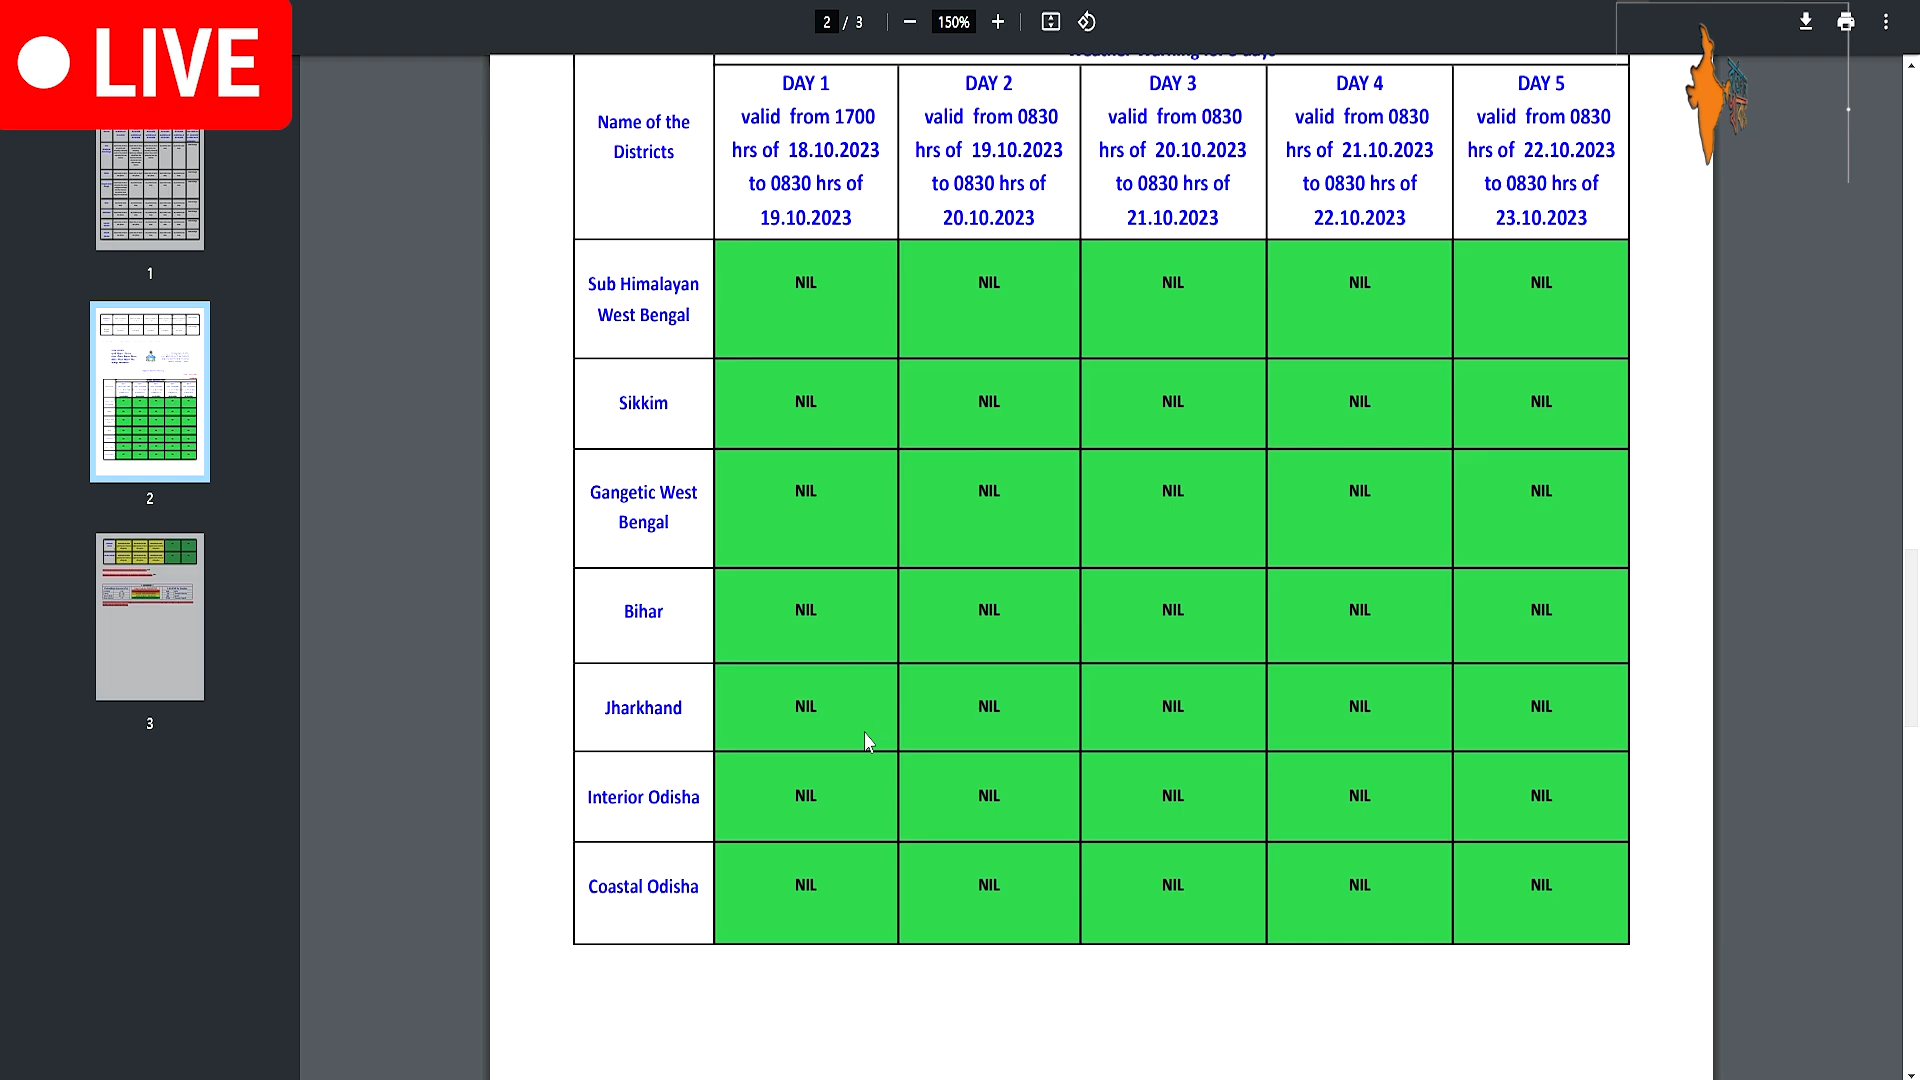 LIVE
2 / 3
150%
Name of the
Districts
DAY 1
valid from 1700
hrs of 18.10.2023
to 0830 hrs of
19.10.2023
DAY 2
valid from 0830
hrs of 19.10.2023
to 0830 hrs of
20.10.2023
DAY 3
valid from 0830
hrs of 20.10.2023
to 0830 hrs of
21.10.2023
DAY 4
valid from 0830
hrs of 21.10.2023
to 0830 hrs of
22.10.2023
DAY 5
valid from 0830
hrs of 22.10.2023
to 0830 hrs of
23.10.2023
Sub Himalayan
West Bengal
NIL NIL NIL NIL NIL
Sikkim NIL NIL NIL NIL NIL
Gangetic West
Bengal
NIL NIL NIL NIL NIL
Bihar NIL NIL NIL NIL NIL
Jharkhand NIL NIL NIL NIL NIL
Interior Odisha NIL NIL NIL NIL NIL
Coastal Odisha NIL NIL NIL NIL NIL
1
2
3